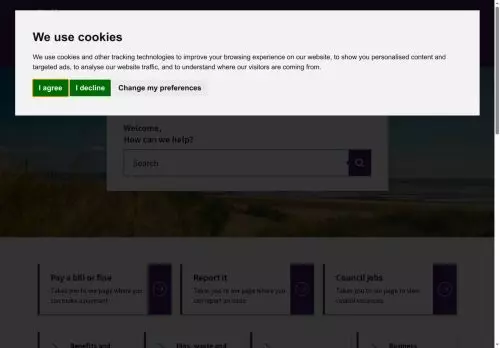 We use cookies
We use cookies and other tracking technologies to improve your browsing experience on our website, to show you personalised content and
targeted ads, to analyse our website traffic, and to understand where our visitors are coming from.
I agree
I decline
Change my preferences
Welcome,
How can we help?
Search
Pay a bill or fine
Takes you to our page where you
can make a payment
Report it
Takes you to our page where you
can report an issue
Council jobs
Takes you to our page to view
council vacancies
Benefits and
Bins, waste and
Business